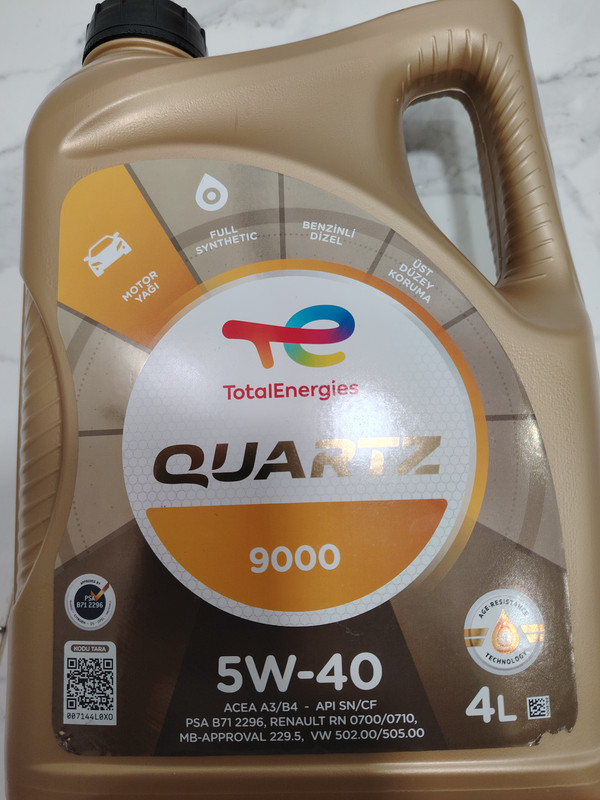 MOTOR
YAĞI
FULL
SYNTHETIC
BENZİNLİ
DİZEL
ÜST
DÜZEY
KORUMA
TotalEnergies
QUARTZ
9000
PSA
B71 2296
KODU TARA
007144L0XO
AGE-RESISTANCE
TECHNOLOGY
5W-40
4L
ACEA A3/B4 - API SN/CF
PSA B71 2296, RENAULT RN 0700/0710,
MB-APPROVAL 229.5, VW 502.00/505.00